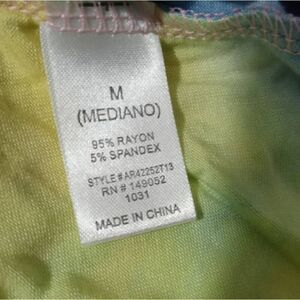 M
(MEDIANO)
95% RAYON
5% SPANDEX
STYLE#AR42252T13
RN # 149052
1031
MADE IN CHINA